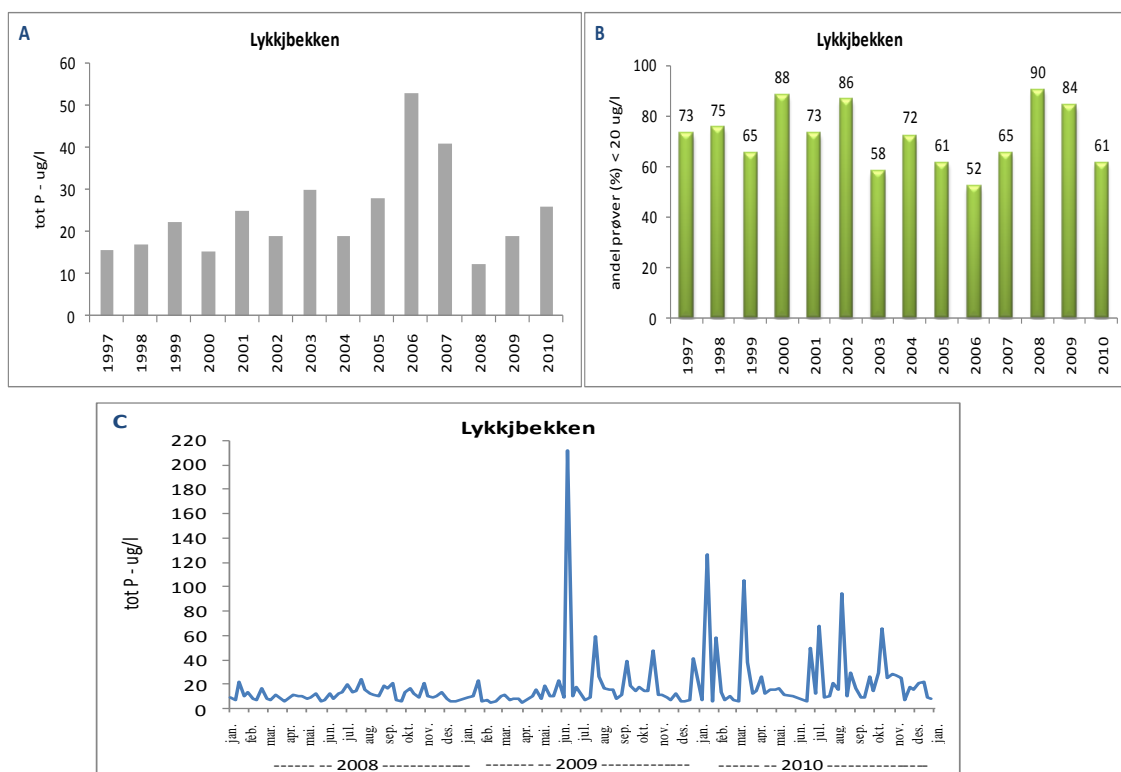 A
Lykkjbekken
tot P - ug/l
60
50
40
30
20
10
0
1997 1998 1999 2000 2001 2002 2003 2004 2005 2006 2007 2008 2009 2010
B
Lykkjbekken
andel prøver (%) < 20 ug/l
100
80
60
40
20
0
73 75 65 88 73 86 58 72 61 52 65 90 84 61
1997 1998 1999 2000 2001 2002 2003 2004 2005 2006 2007 2008 2009 2010
C
Lykkjbekken
tot P - ug/l
220
200
180
160
140
120
100
80
60
40
20
0
jan. feb. mar. apr. mai. jun. jul. aug. sep. okt. nov. des. jan. feb. mar. apr. mai. jun. jul. aug. sep. okt. nov. des. jan. feb. mar. apr. mai. jun. jul. aug. sep. okt. nov. des. jan.
------ -- -- 2008 ---------- -- ------ -- -- 2009 ---------- -- ------ -- -- 2010 ---------- --